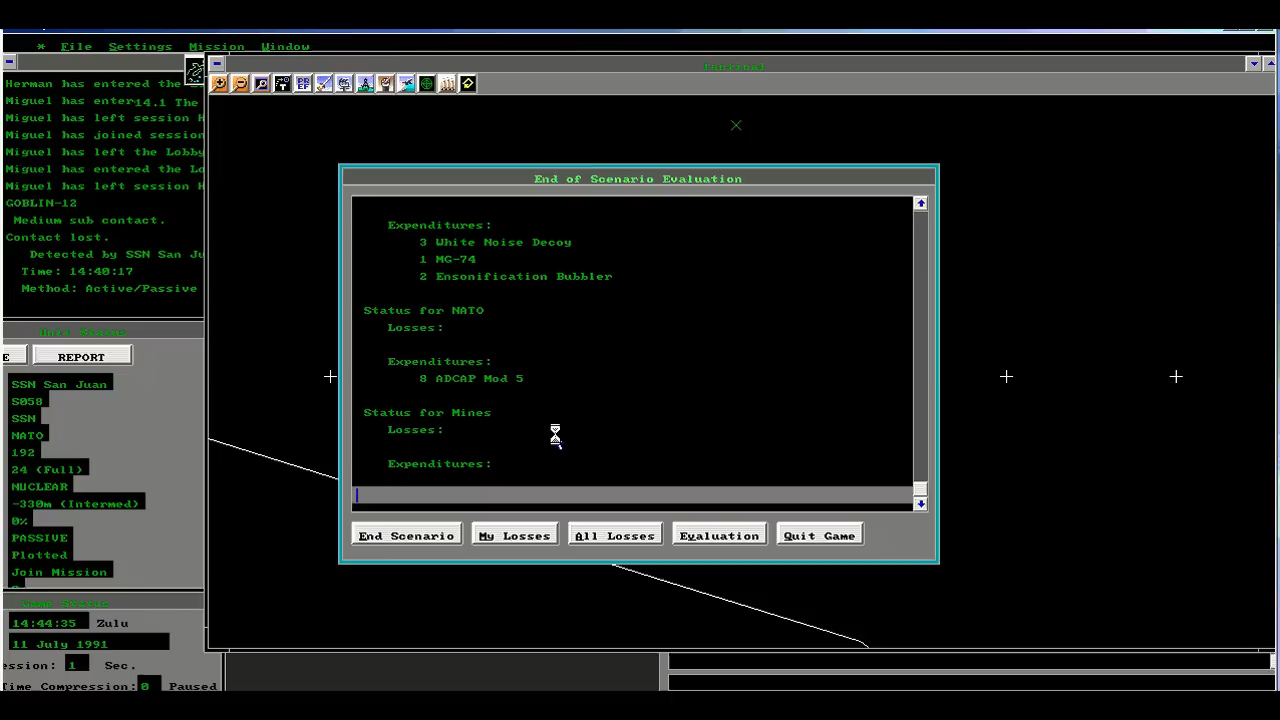 * File Settings Mission Window
Herman has entered the
Miguel has enter14.1 The
Miguel has left session H
Miguel has joined session
Miguel has left the Lobby
Miguel has entered the Lo
Miguel has left session H
GOBLIN-12
Medium sub contact.
Contact lost.
Detected by SSN San Ju
Time: 14:40:17
Method: Active/Passive
E REPORT
SSN San Juan
S058
SSN
NATO
192
24 (Full)
NUCLEAR
-330m (Intermed)
0%
PASSIVE
Plotted
Join Mission
14:44:35 Zulu
11 July 1991
ession: 1 Sec.
Time Compression: 0 Paused
T
PR
EF
End of Scenario Evaluation
Expenditures:
3 White Noise Decoy
1 MG-74
2 Ensonification Bubbler
Status for NATO
Losses:
Expenditures:
8 ADCAP Mod 5
Status for Mines
Losses:
Expenditures:
End Scenario My Losses All Losses Evaluation Quit Game